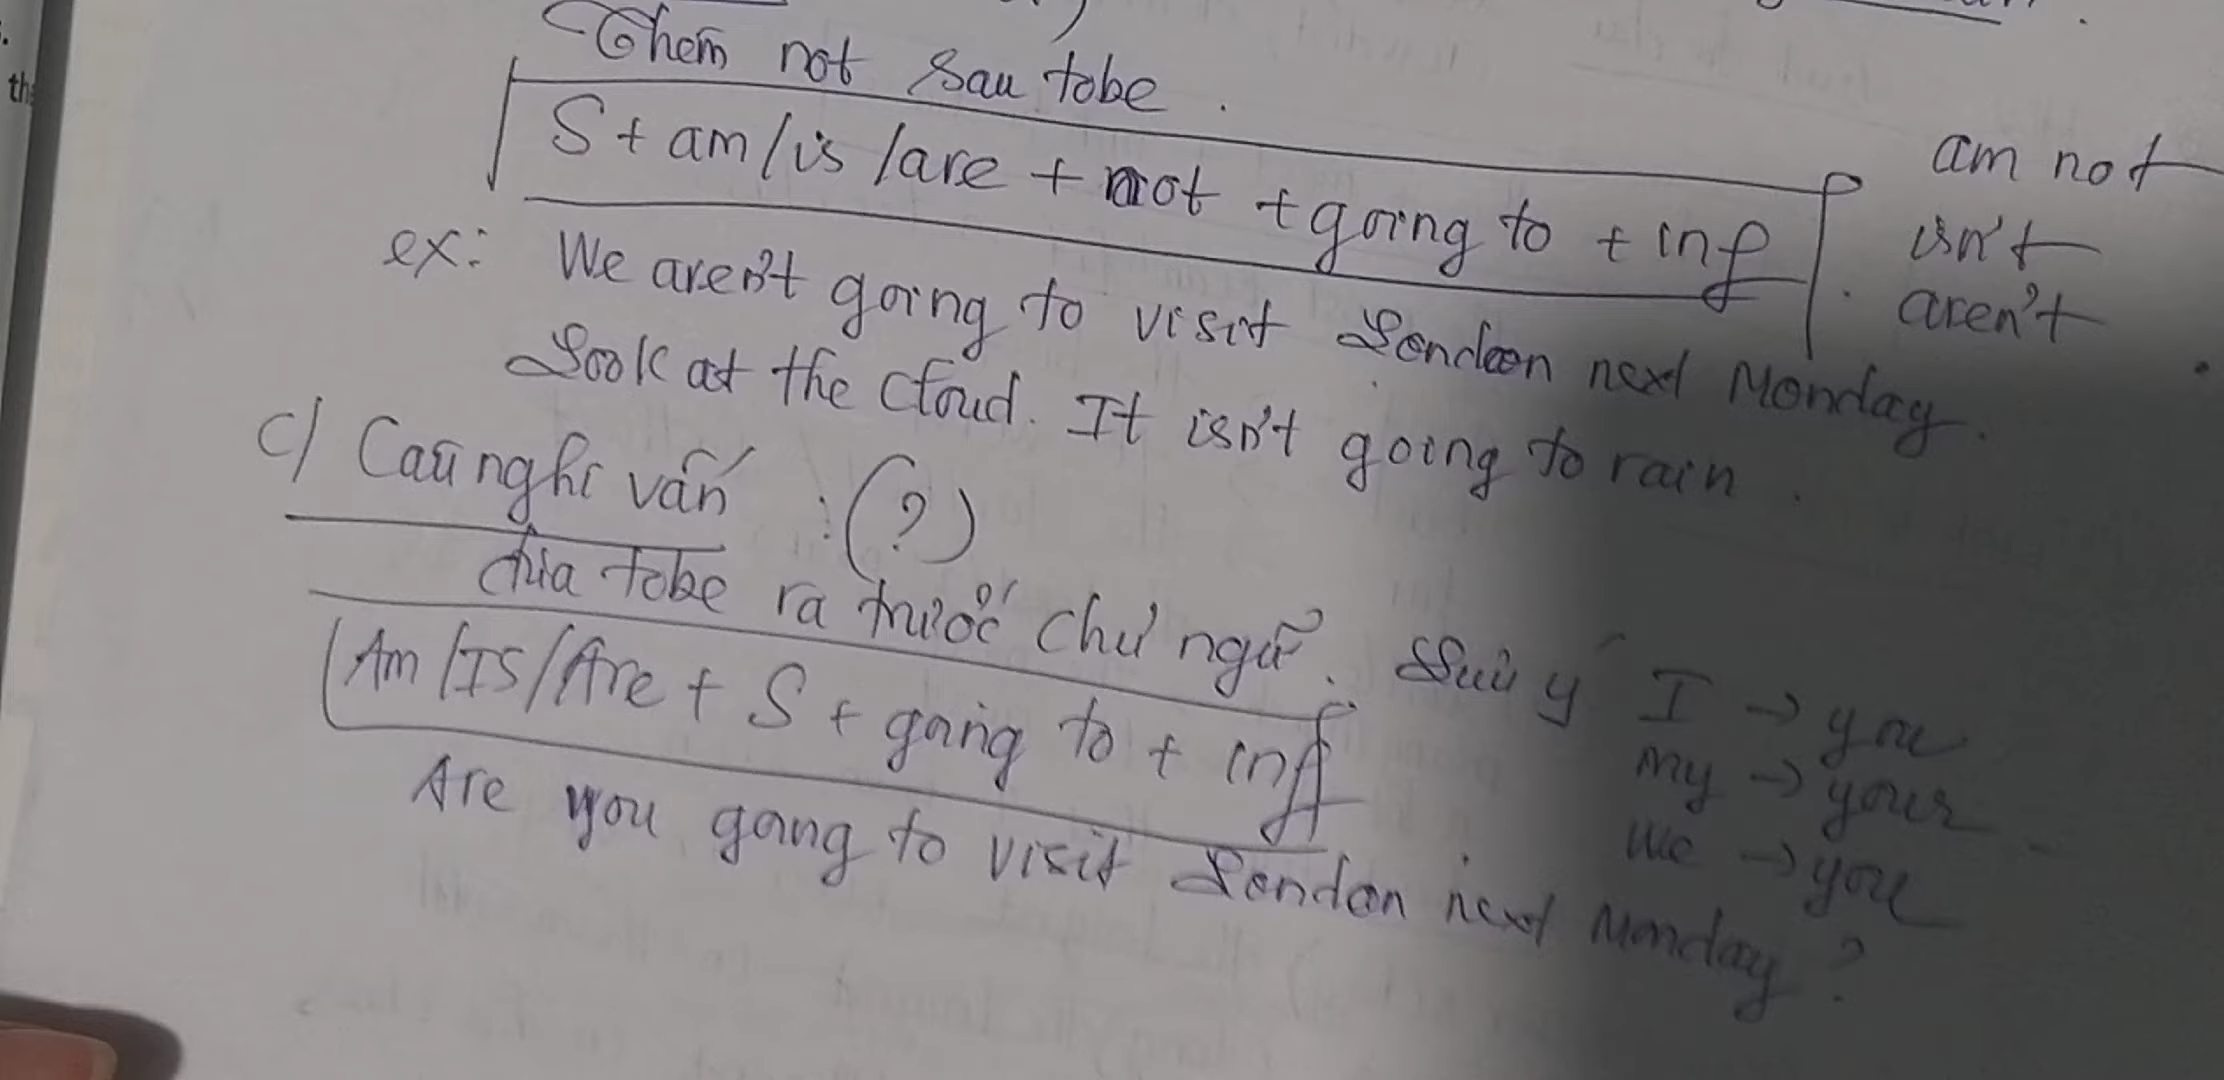 Thêm not sau tobe.
S + am / is / are + not + going to + inf
am not
isn't
aren't
ex: We aren't going to visit London next Monday.
Look at the cloud. It isn't going to rain.
c/ Câu nghi vấn : (?)
đưa tobe ra trước chủ ngữ. Lưu ý I → you
my → your
we → you
Am / Is / Are + S + going to + inf
Are you going to visit London next Monday?